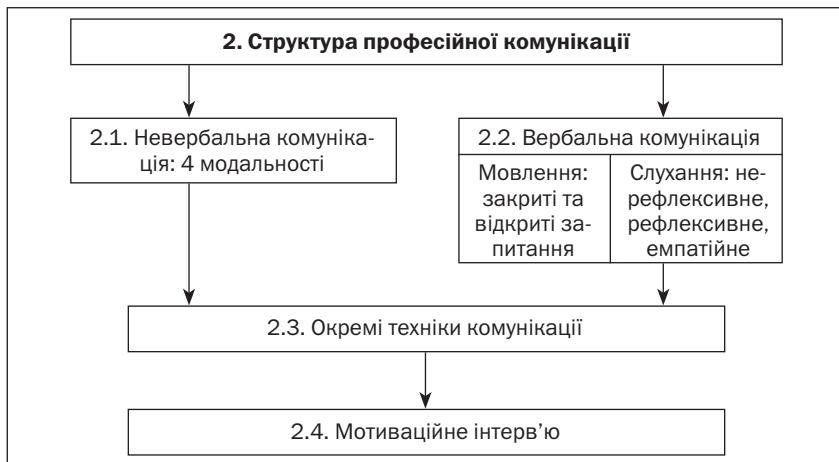 2. Структура професійної комунікації
2.1. Невербальна комуніка-
ція: 4 модальності
2.2. Вербальна комунікація
Мовлення:
закриті та
відкриті за-
питання
Слухання: не-
рефлексивне,
рефлексивне,
емпатійне
2.3. Окремі техніки комунікації
2.4. Мотиваційне інтерв’ю